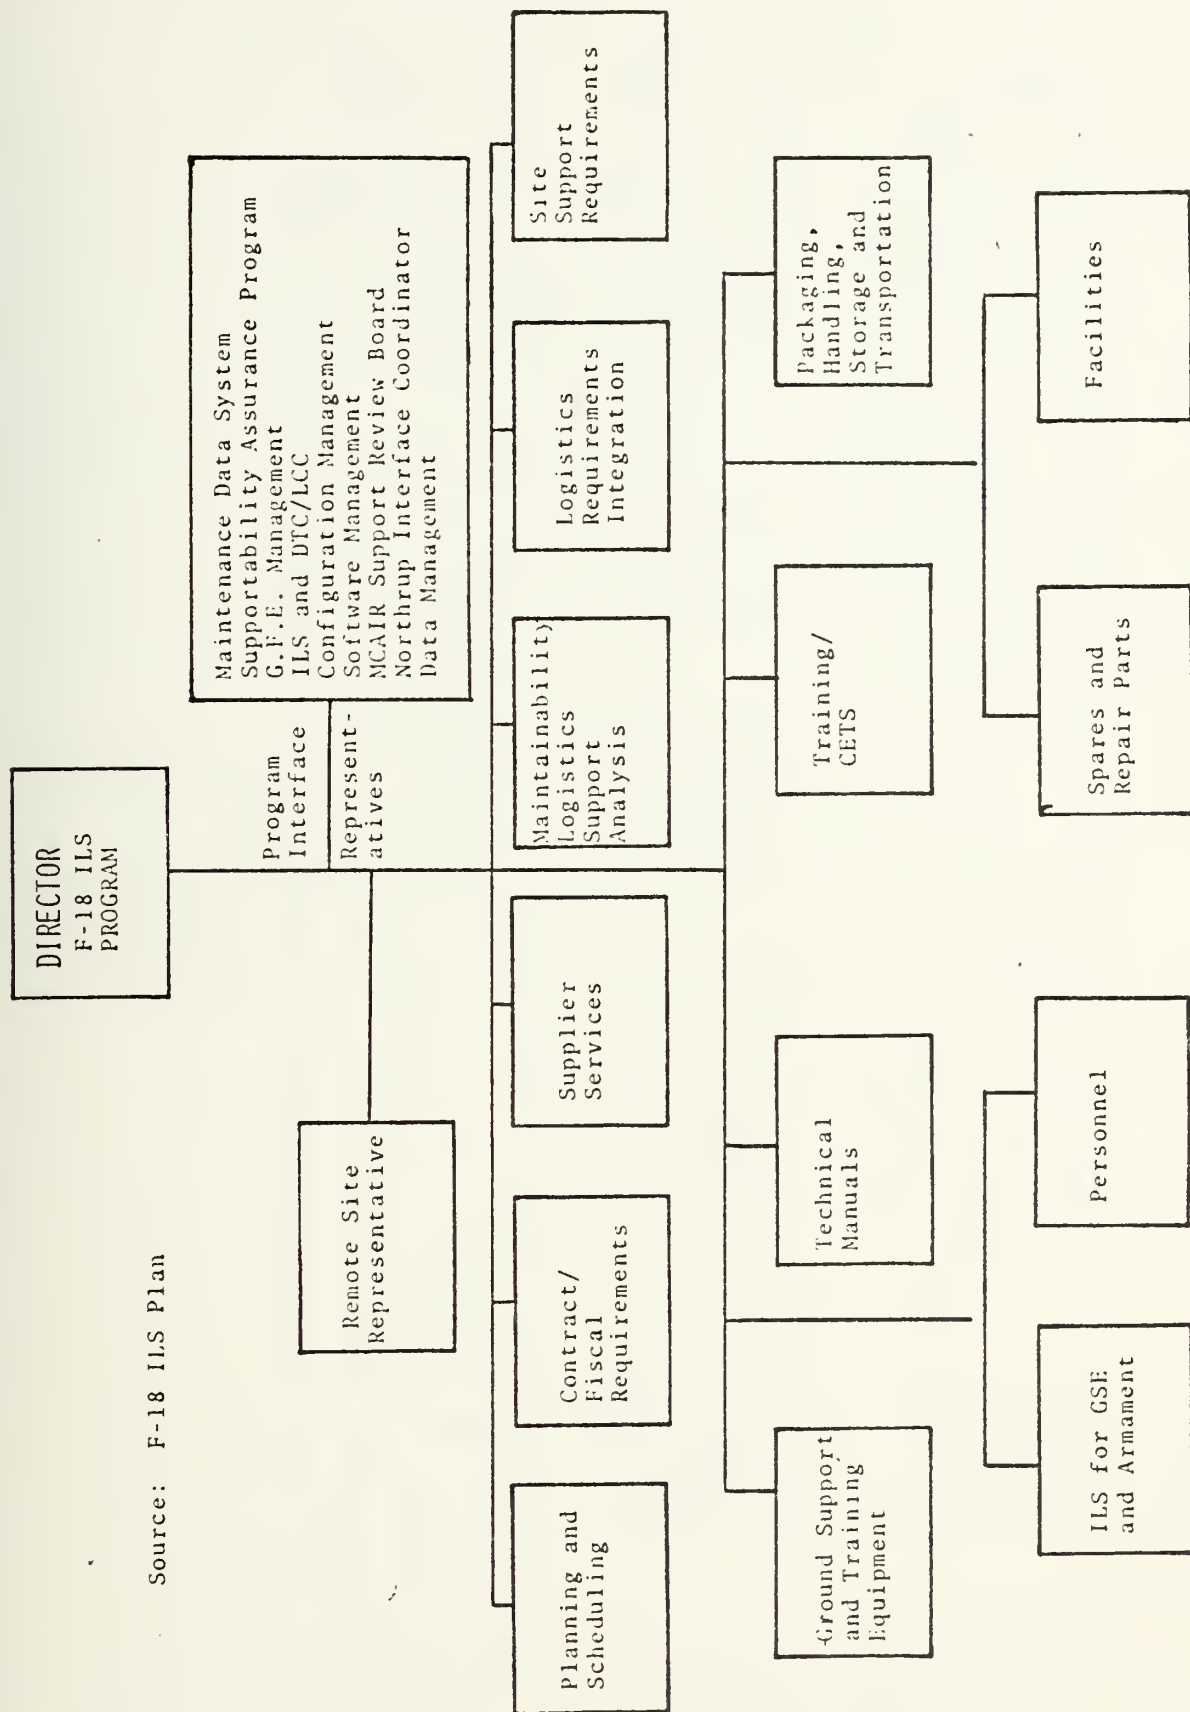 Source: F-18 ILS Plan
DIRECTOR
F-18 ILS
PROGRAM
Program
Interface
Represent-
atives
Maintenance Data System
Supportability Assurance Program
G.F.E. Management
ILS and DTC/LCC
Configuration Management
Software Management
MCAIR Support Review Board
Northrup Interface Coordinator
Data Management
Remote Site
Representative
Planning and
Scheduling
Contract/
Fiscal
Requirements
Supplier
Services
Maintainability
Logistics
Support
Analysis
Logistics
Requirements
Integration
Site
Support
Requirements
Ground Support
and Training
Equipment
Technical
Manuals
Training/
CETS
Packaging,
Handling,
Storage and
Transportation
ILS for GSE
and Armament
Personnel
Spares and
Repair Parts
Facilities